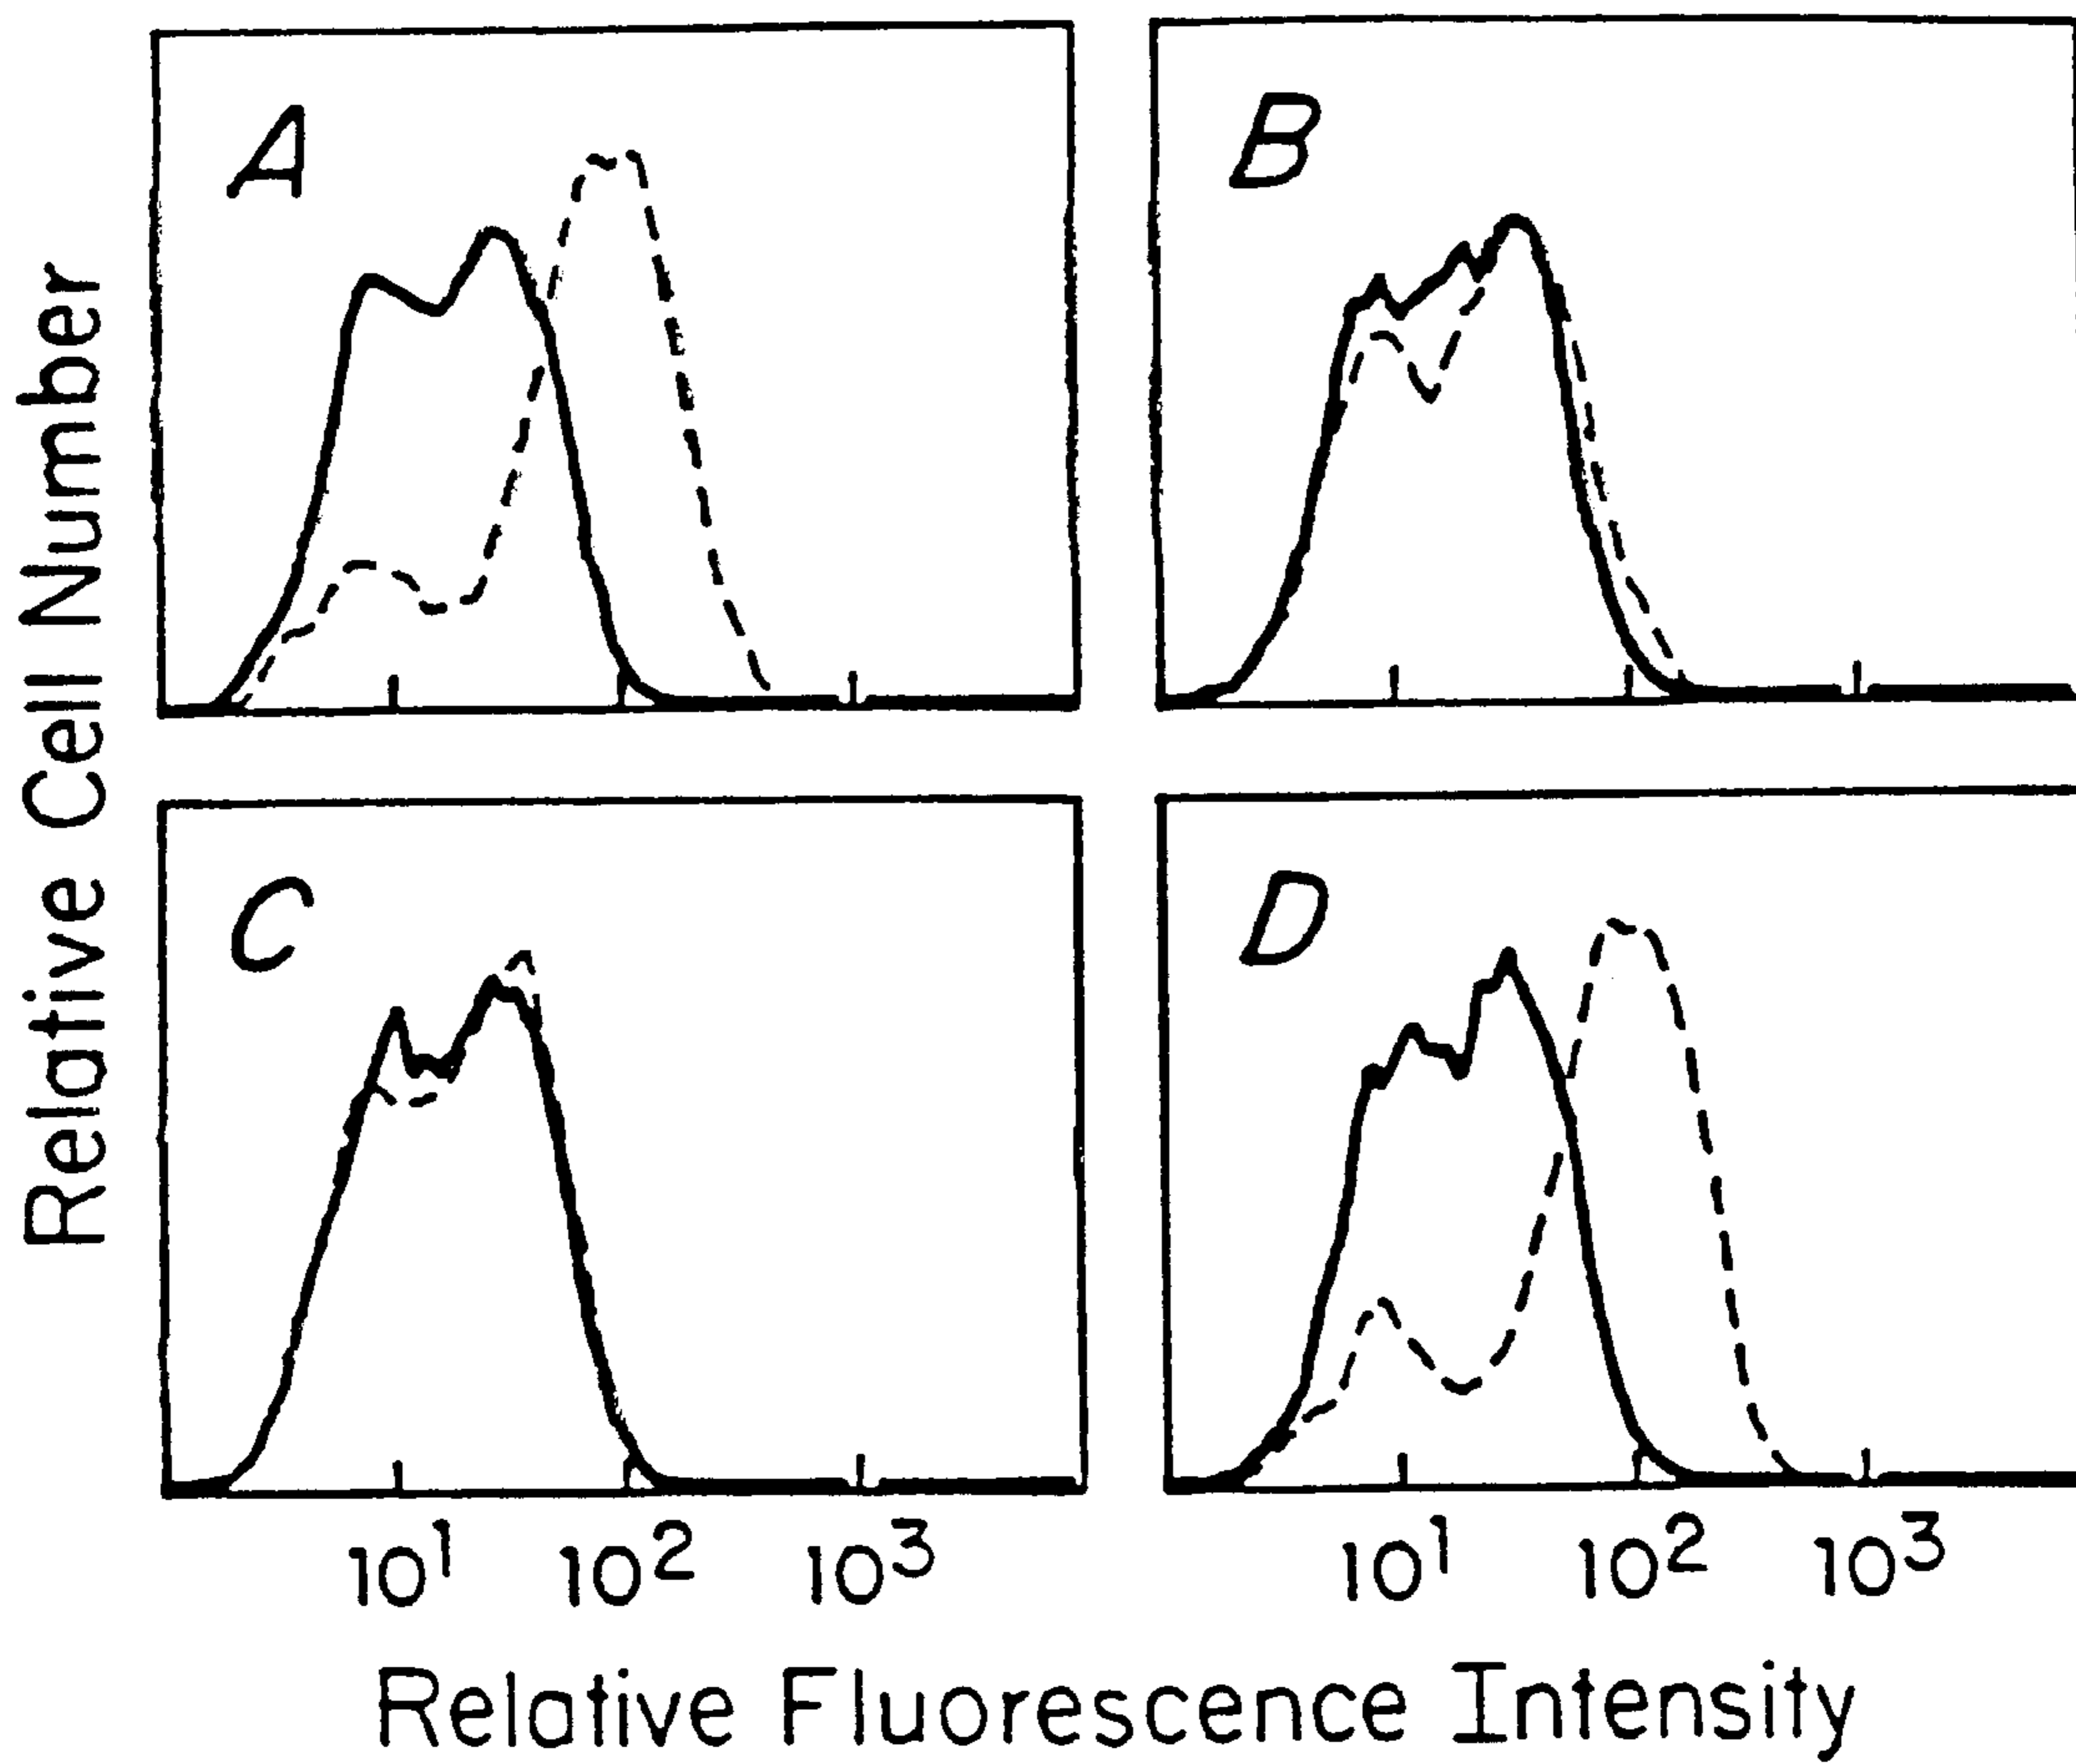 Relative Cell Number
A
B
C
D
10¹ 10² 10³ 10¹ 10² 10³
Relative Fluorescence Intensity